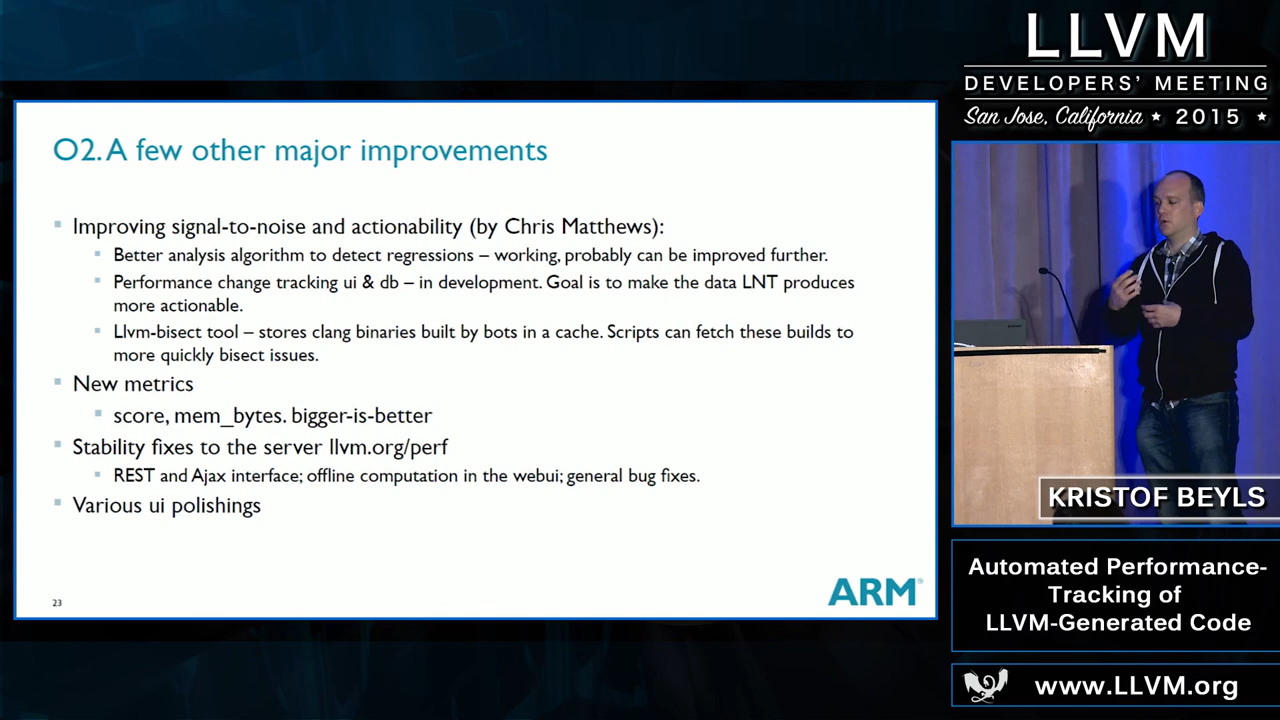 O2. A few other major improvements
Improving signal-to-noise and actionability (by Chris Matthews):
Better analysis algorithm to detect regressions – working, probably can be improved further.
Performance change tracking ui & db – in development. Goal is to make the data LNT produces
more actionable.
Llvm-bisect tool – stores clang binaries built by bots in a cache. Scripts can fetch these builds to
more quickly bisect issues.
New metrics
score, mem_bytes. bigger-is-better
Stability fixes to the server llvm.org/perf
REST and Ajax interface; offline computation in the webui; general bug fixes.
Various ui polishings
23
ARM®
LLVM
DEVELOPERS' MEETING
San Jose, California ★ 2015 ★
KRISTOF BEYLS
Automated Performance-
Tracking of
LLVM-Generated Code
www.LLVM.org